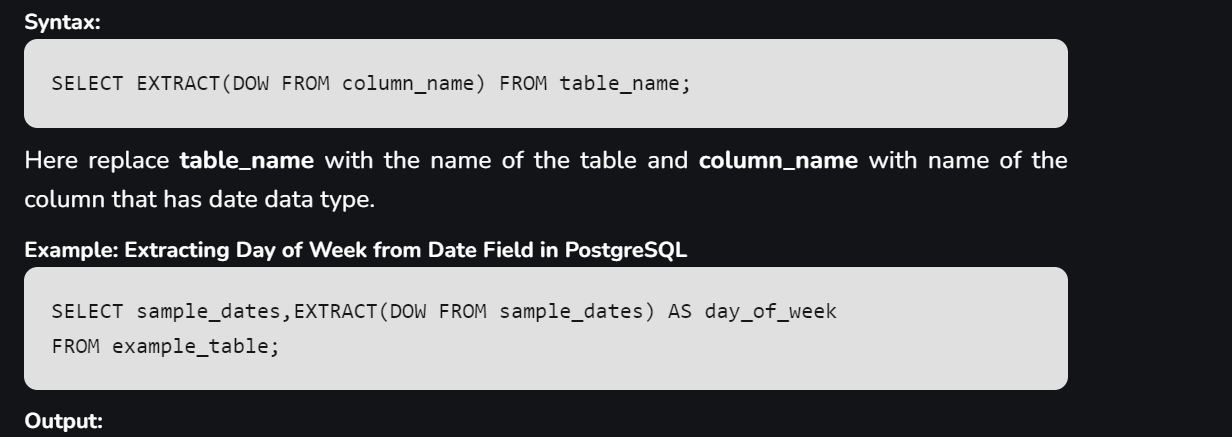 Syntax:
SELECT EXTRACT(DOW FROM column_name) FROM table_name;
Here replace table_name with the name of the table and column_name with name of the
column that has date data type.
Example: Extracting Day of Week from Date Field in PostgreSQL
SELECT sample_dates,EXTRACT(DOW FROM sample_dates) AS day_of_week
FROM example_table;
Output: